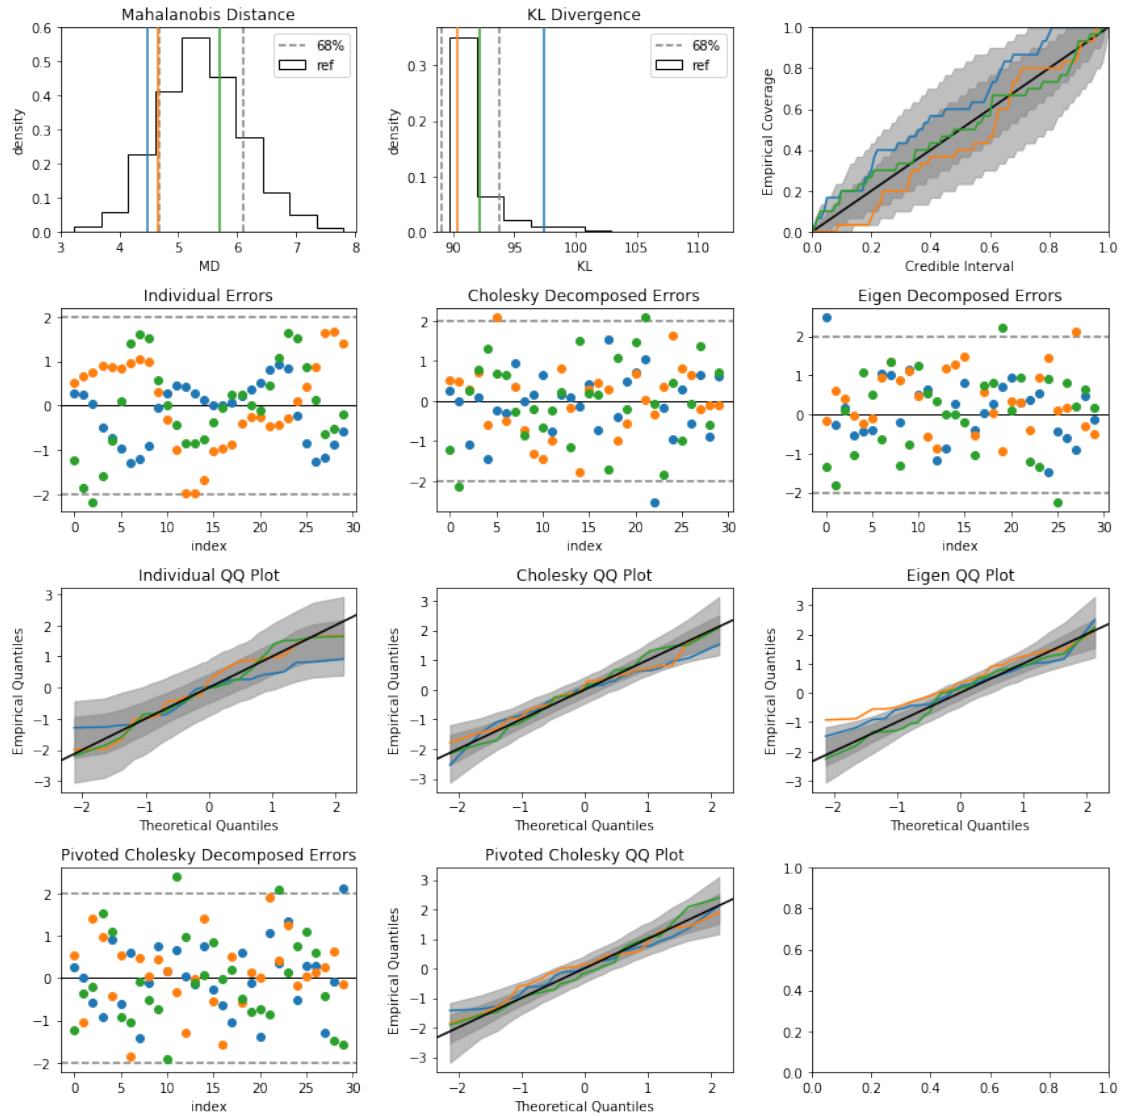 Mahalanobis Distance
0.6
0.5
0.4
0.3
0.2
0.1
0.0
density
68%
ref
3 4 5 6 7 8
MD
KL Divergence
0.3
0.2
0.1
0.0
density
68%
ref
90 95 100 105 110
KL
1.0
0.8
0.6
0.4
0.2
0.0
Empirical Coverage
0.0 0.2 0.4 0.6 0.8 1.0
Credible Interval
Individual Errors
2
1
0
−1
−2
0 5 10 15 20 25 30
index
Cholesky Decomposed Errors
2
1
0
−1
−2
0 5 10 15 20 25 30
index
Eigen Decomposed Errors
2
1
0
−1
−2
0 5 10 15 20 25 30
index
Individual QQ Plot
3
2
1
0
−1
−2
−3
Empirical Quantiles
−2 −1 0 1 2
Theoretical Quantiles
Cholesky QQ Plot
3
2
1
0
−1
−2
−3
Empirical Quantiles
−2 −1 0 1 2
Theoretical Quantiles
Eigen QQ Plot
3
2
1
0
−1
−2
−3
Empirical Quantiles
−2 −1 0 1 2
Theoretical Quantiles
Pivoted Cholesky Decomposed Errors
2
1
0
−1
−2
0 5 10 15 20 25 30
index
Pivoted Cholesky QQ Plot
3
2
1
0
−1
−2
−3
Empirical Quantiles
−2 −1 0 1 2
Theoretical Quantiles
1.0
0.8
0.6
0.4
0.2
0.0
0.0 0.2 0.4 0.6 0.8 1.0